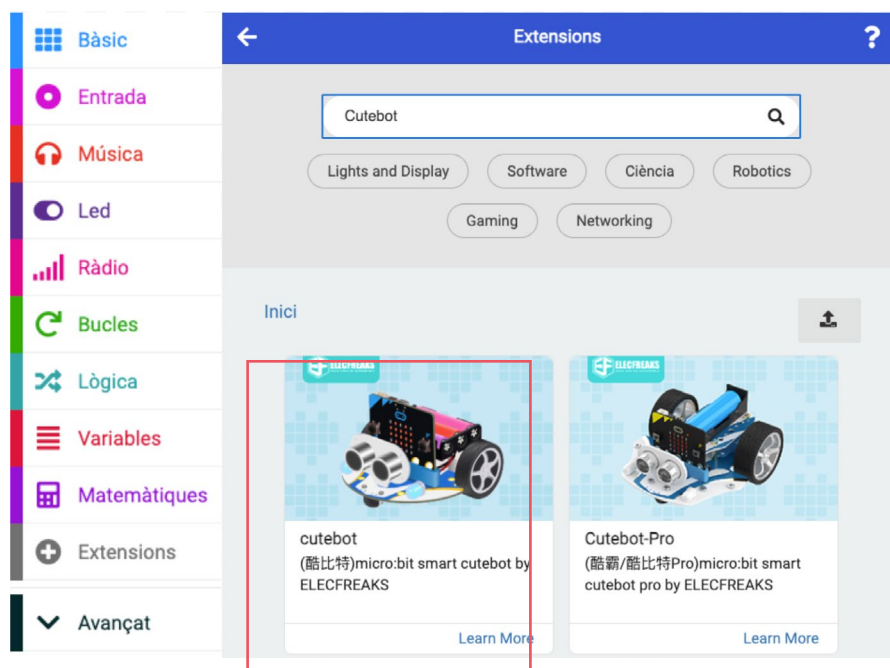 Bàsic
Entrada
Música
Led
Ràdio
Bucles
Lògica
Variables
Matemàtiques
Extensions
Avançat
Extensions
?
Cutebot
Lights and Display
Software
Ciència
Robotics
Gaming
Networking
Inici
ELECFREAKS
cutebot
(酷比特)micro:bit smart cutebot by
ELECFREAKS
Learn More
ELECFREAKS
Cutebot-Pro
(酷霸/酷比特Pro)micro:bit smart
cutebot pro by ELECFREAKS
Learn More